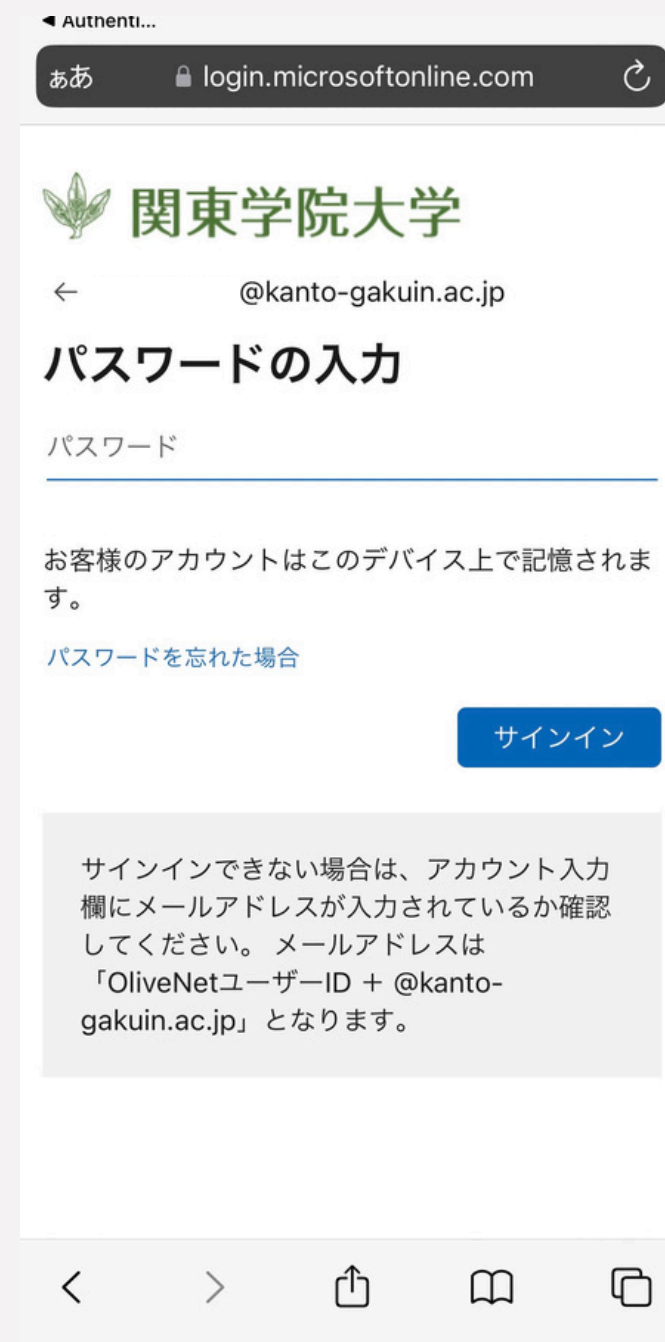 ◀ Authenti...
ぁあ login.microsoftonline.com
関東学院大学
← @kanto-gakuin.ac.jp
パスワードの入力
パスワード
お客様のアカウントはこのデバイス上で記憶されま
す。
パスワードを忘れた場合
サインイン
サインインできない場合は、アカウント入力
欄にメールアドレスが入力されているか確認
してください。 メールアドレスは
「OliveNetユーザーID + @kanto-
gakuin.ac.jp」となります。